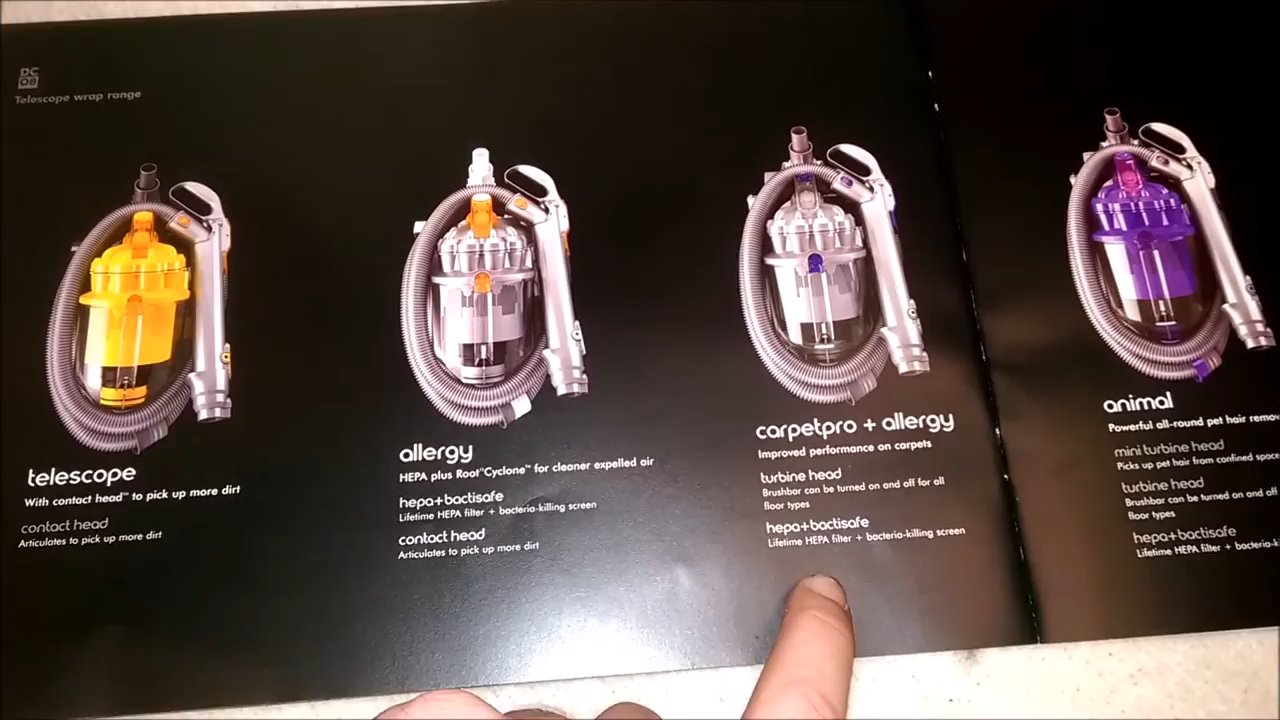 DC
08
Telescope wrap range
telescope
With contact head™ to pick up more dirt
contact head
Articulates to pick up more dirt
allergy
HEPA plus Root™Cyclone™ for cleaner expelled air
hepa+bactisafe
Lifetime HEPA filter + bacteria-killing screen
contact head
Articulates to pick up more dirt
carpetpro + allergy
Improved performance on carpets
turbine head
Brushbar can be turned on and off for all
floor types
hepa+bactisafe
Lifetime HEPA filter + bacteria-killing screen
animal
Powerful all-round pet hair remo
mini turbine head
Picks up pet hair from confined space
turbine head
Brushbar can be turned on and off
floor types
hepa+bactisafe
Lifetime HEPA filter + bacteria-k